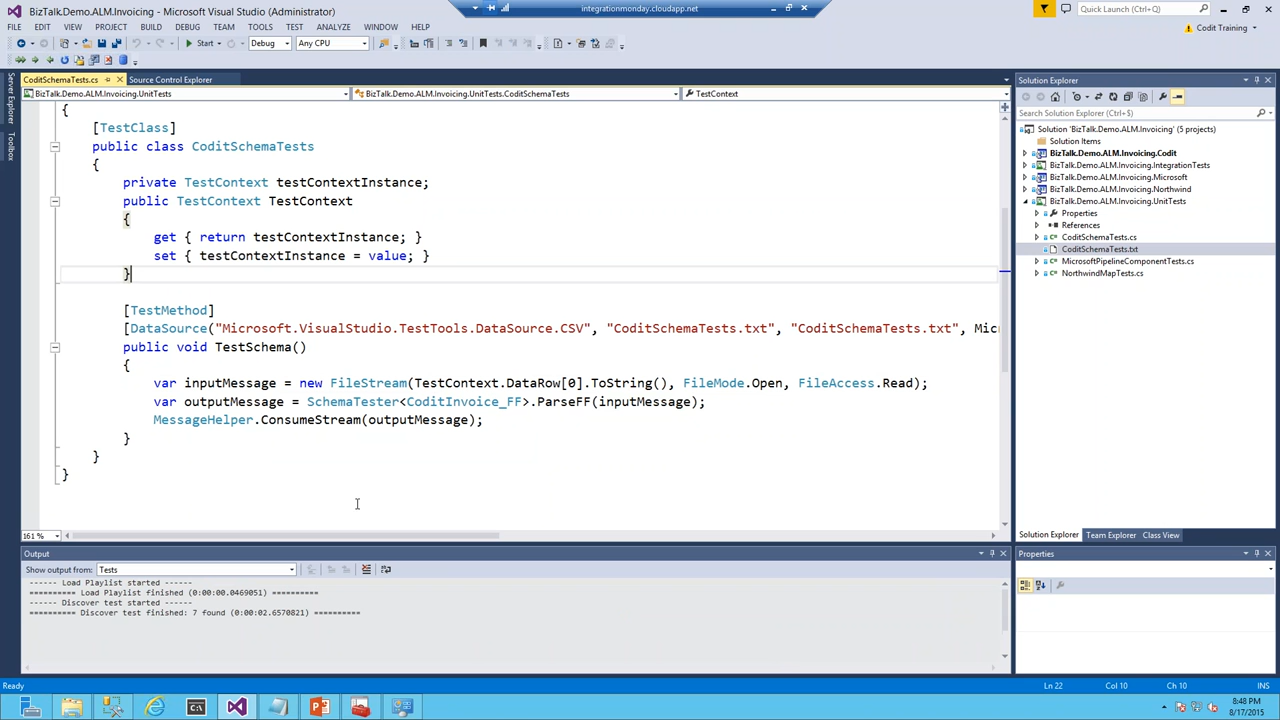 BizTalk.Demo.ALM.Invoicing - Microsoft Visual Studio (Administrator)
integrationmonday.cloudapp.net
Quick Launch (Ctrl+Q)
FILE EDIT VIEW PROJECT BUILD DEBUG TEAM TOOLS TEST ANALYZE WINDOW HELP
Codit Training
Start Debug Any CPU
Server Explorer
Toolbox
CoditSchemaTests.cs Source Control Explorer
BizTalk.Demo.ALM.Invoicing.UnitTests BizTalk.Demo.ALM.Invoicing.UnitTests.CoditSchemaTests TestContext
{
[TestClass]
public class CoditSchemaTests
{
private TestContext testContextInstance;
public TestContext TestContext
{
get { return testContextInstance; }
set { testContextInstance = value; }
}
[TestMethod]
[DataSource("Microsoft.VisualStudio.TestTools.DataSource.CSV", "CoditSchemaTests.txt", "CoditSchemaTests.txt", Mic
public void TestSchema()
{
var inputMessage = new FileStream(TestContext.DataRow[0].ToString(), FileMode.Open, FileAccess.Read);
var outputMessage = SchemaTester<CoditInvoice_FF>.ParseFF(inputMessage);
MessageHelper.ConsumeStream(outputMessage);
}
}
}
161 %
Solution Explorer
Search Solution Explorer (Ctrl+$)
Solution 'BizTalk.Demo.ALM.Invoicing' (5 projects)
Solution Items
BizTalk.Demo.ALM.Invoicing.Codit
BizTalk.Demo.ALM.Invoicing.IntegrationTests
BizTalk.Demo.ALM.Invoicing.Microsoft
BizTalk.Demo.ALM.Invoicing.Northwind
BizTalk.Demo.ALM.Invoicing.UnitTests
Properties
References
CoditSchemaTests.cs
CoditSchemaTests.txt
MicrosoftPipelineComponentTests.cs
NorthwindMapTests.cs
Solution Explorer Team Explorer Class View
Properties
Output
Show output from: Tests
------ Load Playlist started ------
========== Load Playlist finished (0:00:00.0469051) ==========
------ Discover test started ------
========== Discover test finished: 7 found (0:00:02.6570821) ==========
Ready Ln 22 Col 10 Ch 10 INS
8:48 PM
8/17/2015